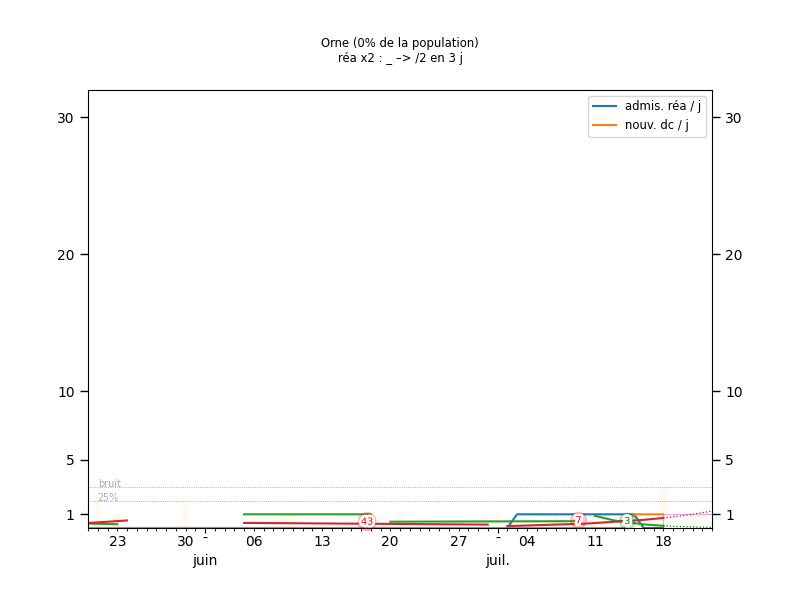 Orne (0% de la population)
réa x2 : _ –> /2 en 3 j
admis. réa / j
nouv. dc / j
30 30
20 20
10 10
5 5
bruit
25%
1 43 7 3 1
23 30 - 06 13 20 27 - 04 11 18
juin juil.